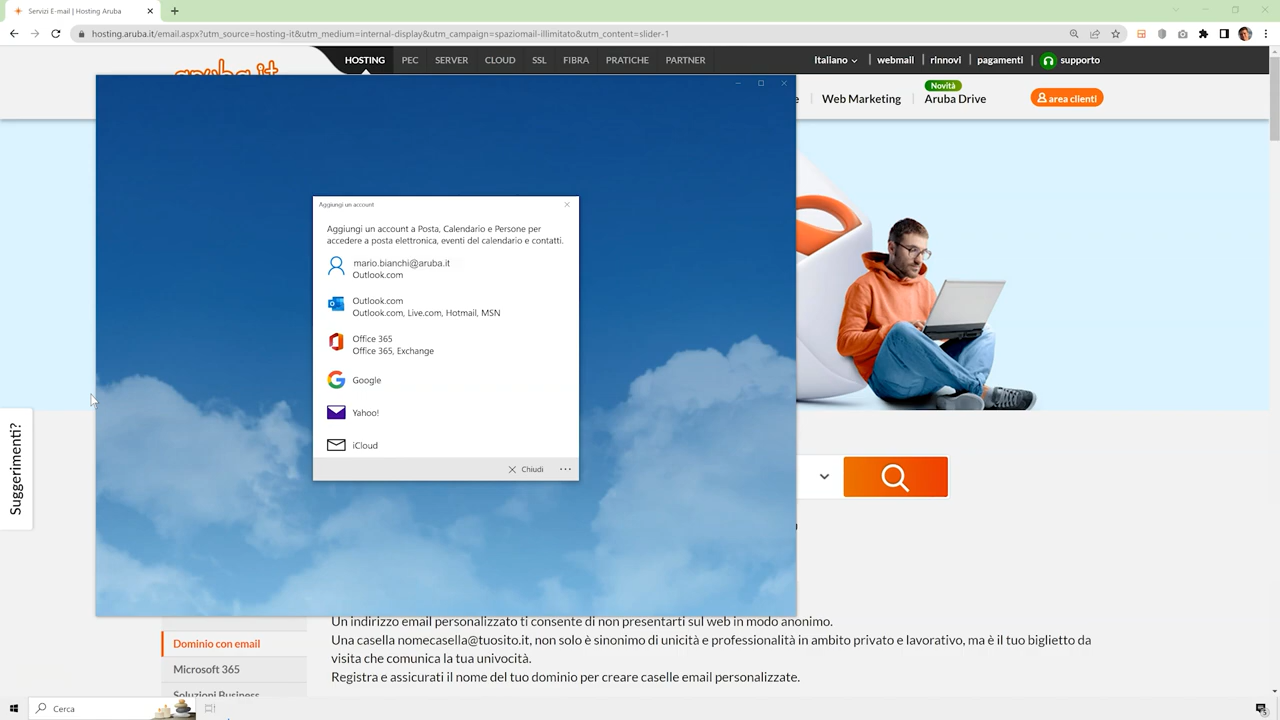 Servizi E-mail | Hosting Aruba
hosting.aruba.it/email.aspx?utm_source=hosting-it&utm_medium=internal-display&utm_campaign=spaziomail-illimitato&utm_content=slider-1
aruba.it
HOSTING PEC SERVER CLOUD SSL FIBRA PRATICHE PARTNER
Italiano webmail rinnovi pagamenti supporto
Novità
Web Marketing Aruba Drive area clienti
Aggiungi un account
Aggiungi un account a Posta, Calendario e Persone per
accedere a posta elettronica, eventi del calendario e contatti.
mario.bianchi@aruba.it
Outlook.com
Outlook.com
Outlook.com, Live.com, Hotmail, MSN
Office 365
Office 365, Exchange
Google
Yahoo!
iCloud
Chiudi
Suggerimenti?
Un indirizzo email personalizzato ti consente di non presentarti sul web in modo anonimo.
Una casella nomecasella@tuosito.it, non solo è sinonimo di unicità e professionalità in ambito privato e lavorativo, ma è il tuo biglietto da
visita che comunica la tua univocità.
Registra e assicurati il nome del tuo dominio per creare caselle email personalizzate.
Dominio con email
Microsoft 365
Soluzioni Business
Cerca